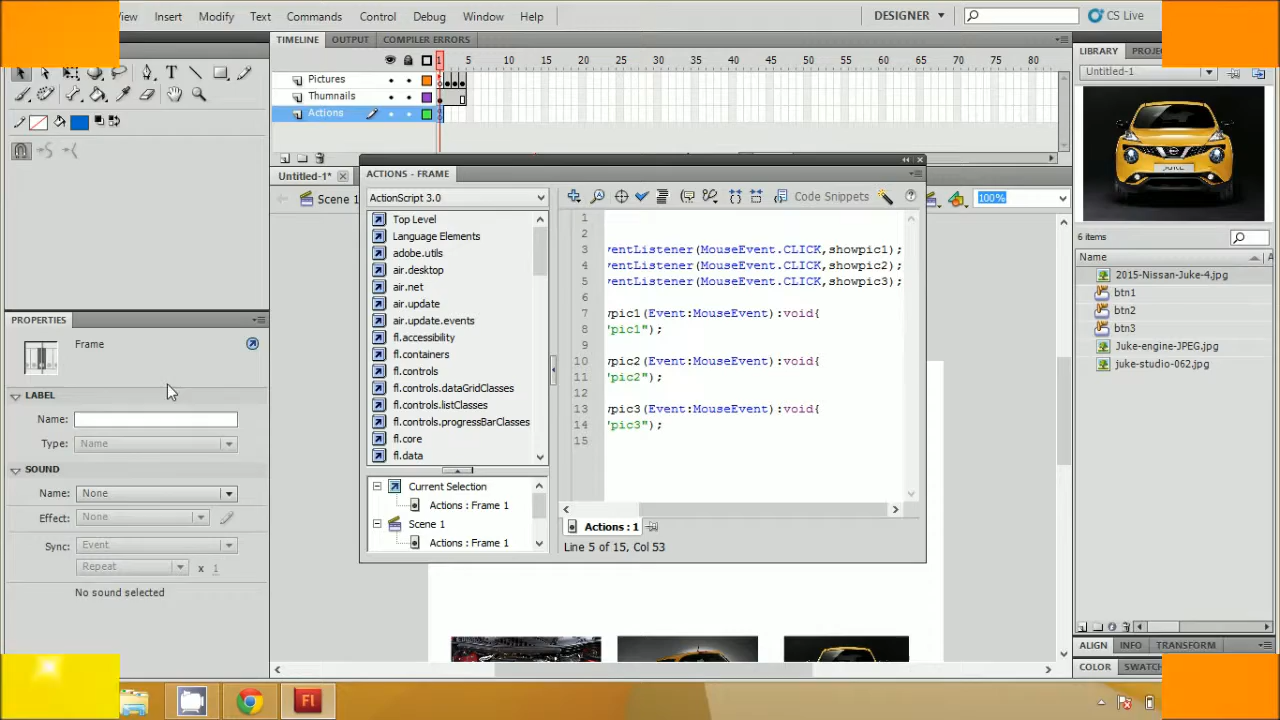 View Insert Modify Text Commands Control Debug Window Help DESIGNER CS Live
TIMELINE OUTPUT COMPILER ERRORS
LIBRARY PROJE
1 5 10 15 20 25 30 35 40 45 50 55 60 65 70 75 80
Untitled-1
Pictures
Thumnails
Actions
Untitled-1*
Scene 1
100%
ACTIONS - FRAME
ActionScript 3.0
Code Snippets
Top Level
Language Elements
adobe.utils
air.desktop
air.net
air.update
air.update.events
fl.accessibility
fl.containers
fl.controls
fl.controls.dataGridClasses
fl.controls.listClasses
fl.controls.progressBarClasses
fl.core
fl.data
1
2
3 ventListener(MouseEvent.CLICK,showpic1);
4 ventListener(MouseEvent.CLICK,showpic2);
5 ventListener(MouseEvent.CLICK,showpic3);
6
7 vpic1(Event:MouseEvent):void{
8 "pic1");
9
10 vpic2(Event:MouseEvent):void{
11 "pic2");
12
13 vpic3(Event:MouseEvent):void{
14 "pic3");
15
Current Selection
Actions : Frame 1
Scene 1
Actions : Frame 1
Actions : 1
Line 5 of 15, Col 53
PROPERTIES
Frame
LABEL
Name:
Type: Name
SOUND
Name: None
Effect: None
Sync: Event
Repeat x 1
No sound selected
JUKE
6 items
Name
2015-Nissan-Juke-4.jpg
btn1
btn2
btn3
Juke-engine-JPEG.jpg
juke-studio-062.jpg
ALIGN INFO TRANSFORM
COLOR SWATC
Fl